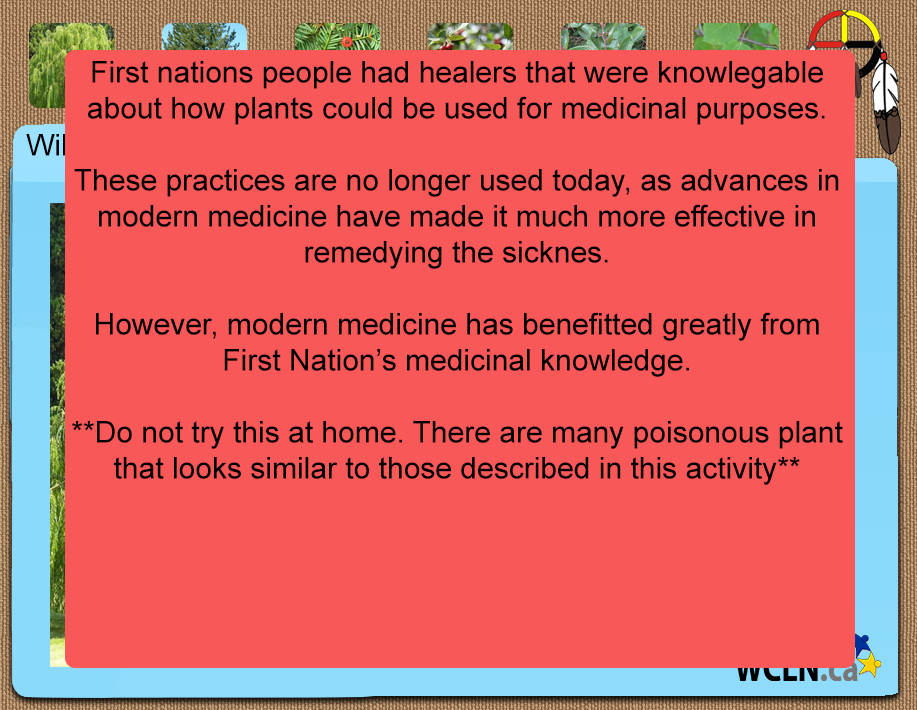 First nations people had healers that were knowlegable
about how plants could be used for medicinal purposes.
These practices are no longer used today, as advances in
modern medicine have made it much more effective in
remedying the sicknes.
However, modern medicine has benefitted greatly from
First Nation’s medicinal knowledge.
**Do not try this at home. There are many poisonous plant
that looks similar to those described in this activity**
WCLN.ca